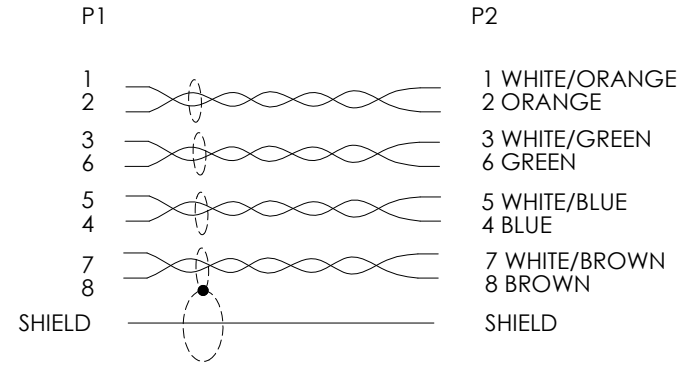 P1 P2
1 1 WHITE/ORANGE
2 2 ORANGE
3 3 WHITE/GREEN
6 6 GREEN
5 5 WHITE/BLUE
4 4 BLUE
7 7 WHITE/BROWN
8 8 BROWN
SHIELD SHIELD